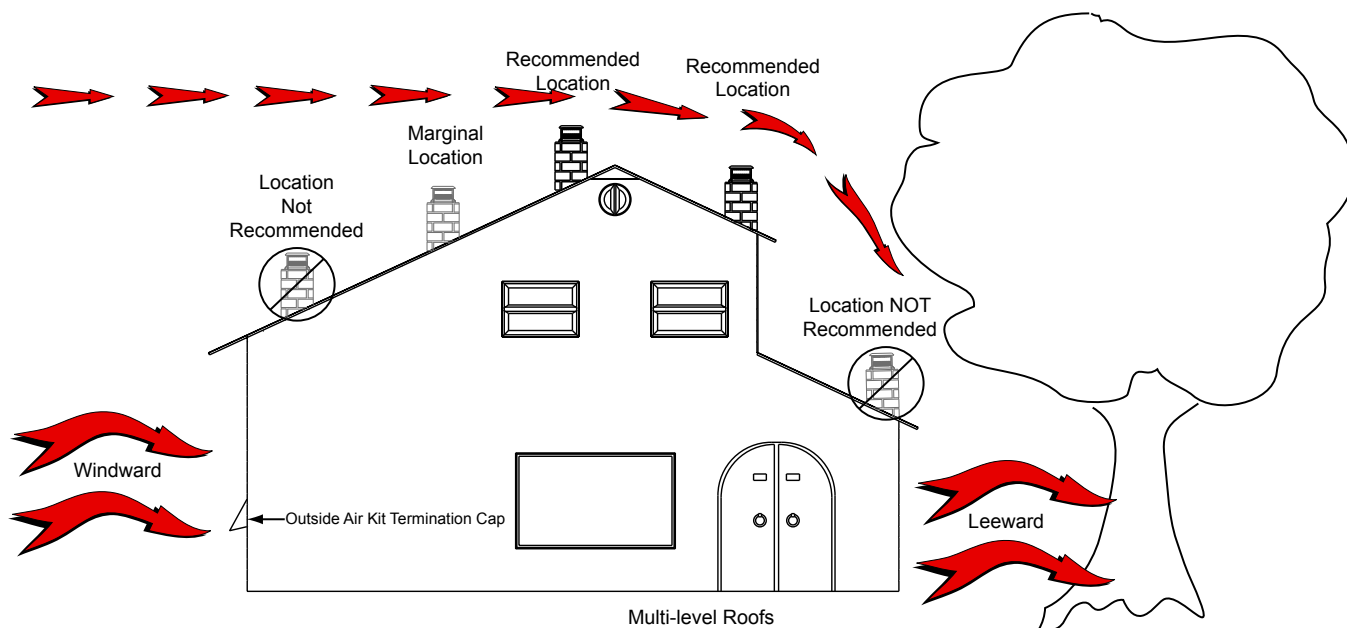 Recommended
Location
Recommended
Location
Marginal
Location
Location
Not
Recommended
Location NOT
Recommended
Windward
Outside Air Kit Termination Cap
Leeward
Multi-level Roofs